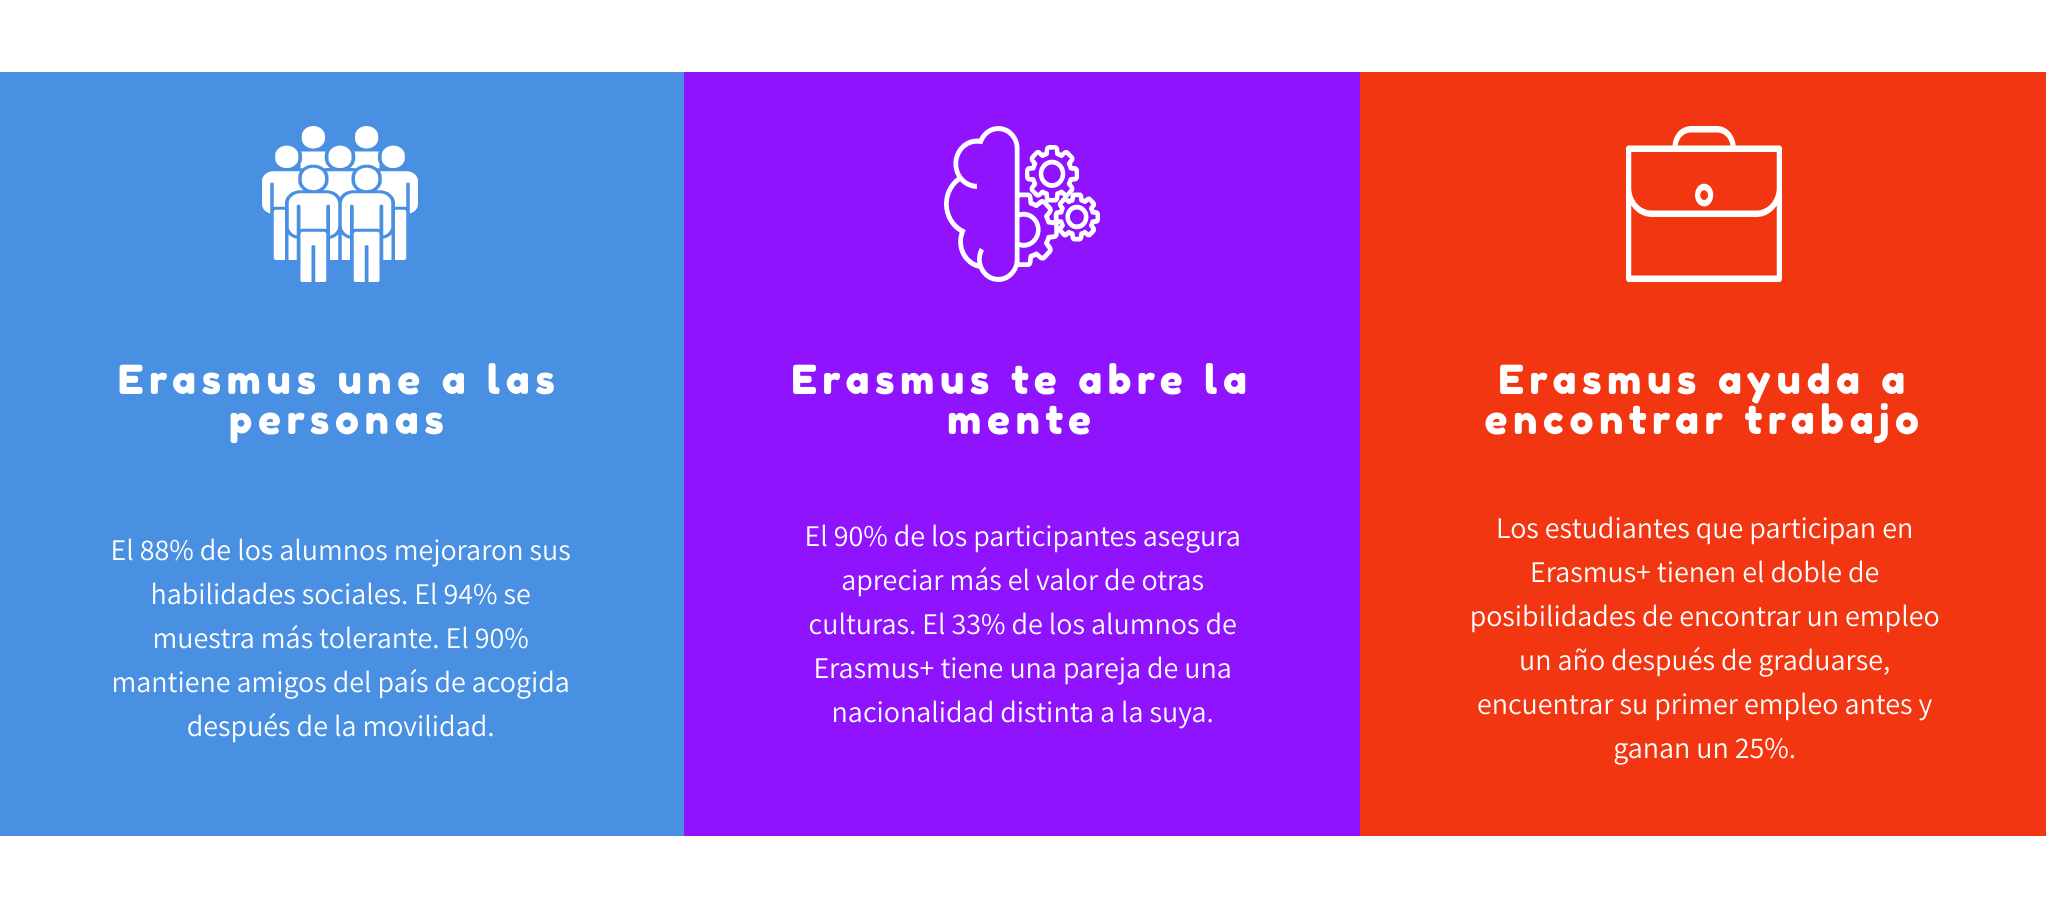 Erasmus une a las
personas
El 88% de los alumnos mejoraron sus
habilidades sociales. El 94% se
muestra más tolerante. El 90%
mantiene amigos del país de acogida
después de la movilidad.
Erasmus te abre la
mente
El 90% de los participantes asegura
apreciar más el valor de otras
culturas. El 33% de los alumnos de
Erasmus+ tiene una pareja de una
nacionalidad distinta a la suya.
Erasmus ayuda a
encontrar trabajo
Los estudiantes que participan en
Erasmus+ tienen el doble de
posibilidades de encontrar un empleo
un año después de graduarse,
encuentrar su primer empleo antes y
ganan un 25%.